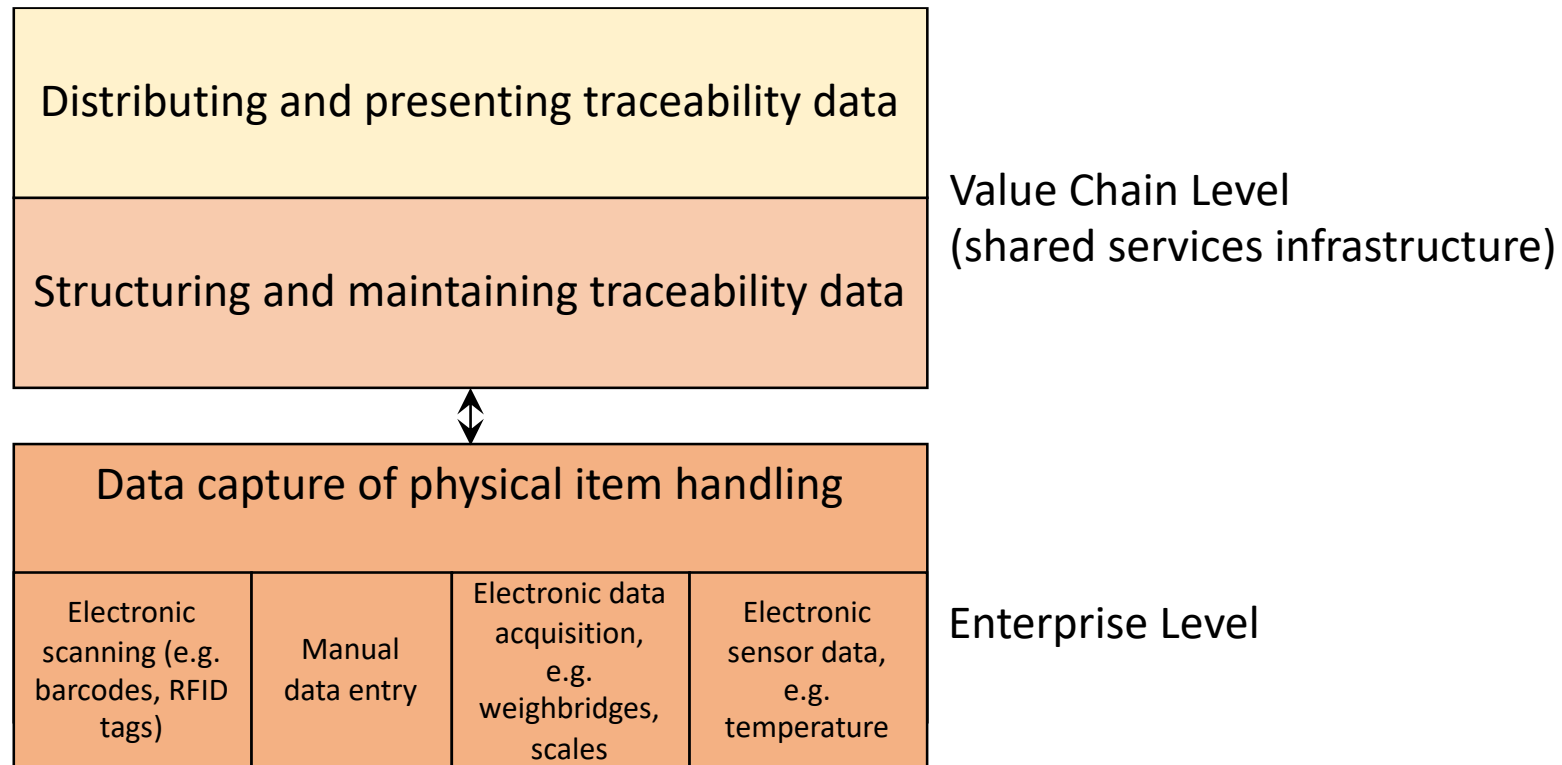 Distributing and presenting traceability data
Structuring and maintaining traceability data
Value Chain Level
(shared services infrastructure)
Data capture of physical item handling
Electronic
scanning (e.g.
barcodes, RFID
tags)
Manual
data entry
Electronic data
acquisition,
e.g.
weighbridges,
scales
Electronic
sensor data,
e.g.
temperature
Enterprise Level